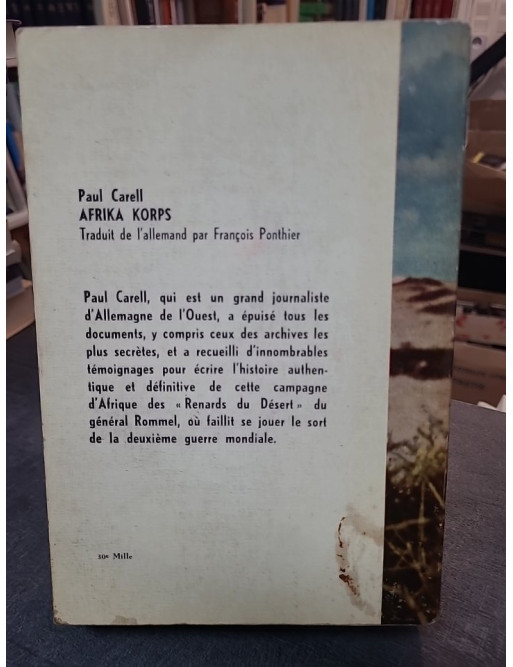 Paul Carell
AFRIKA KORPS
Traduit de l'allemand par François Ponthier
Paul Carell, qui est un grand journaliste
d'Allemagne de l'Ouest, a épuisé tous les
documents, y compris ceux des archives les
plus secrètes, et a recueilli d'innombrables
témoignages pour écrire l'histoire authen-
tique et définitive de cette campagne
d'Afrique des « Renards du Désert » du
général Rommel, où faillit se jouer le sort
de la deuxième guerre mondiale.
30e Mille